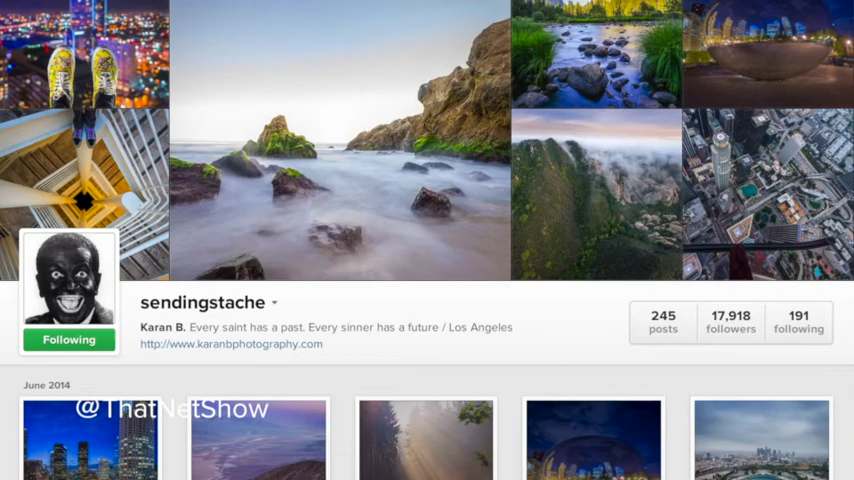 sendingstache
Karan B. Every saint has a past. Every sinner has a future / Los Angeles
http://www.karanbphotography.com
Following
245 posts
17,918 followers
191 following
June 2014
@ThatNetShow